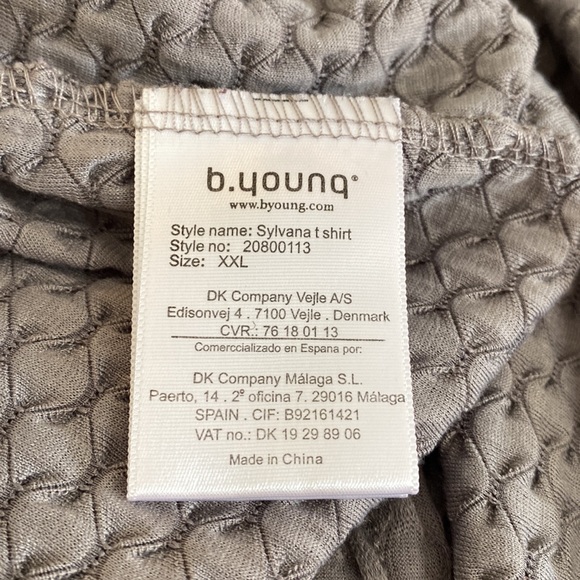 b.young®
www.byoung.com
Style name: Sylvana t shirt
Style no: 20800113
Size: XXL
DK Company Vejle A/S
Edisonvej 4 . 7100 Vejle . Denmark
CVR.: 76 18 01 13
Comerccializado en Espana por:
DK Company Málaga S.L.
Paerto, 14 . 2º oficina 7. 29016 Málaga
SPAIN . CIF: B92161421
VAT no.: DK 19 29 89 06
Made in China